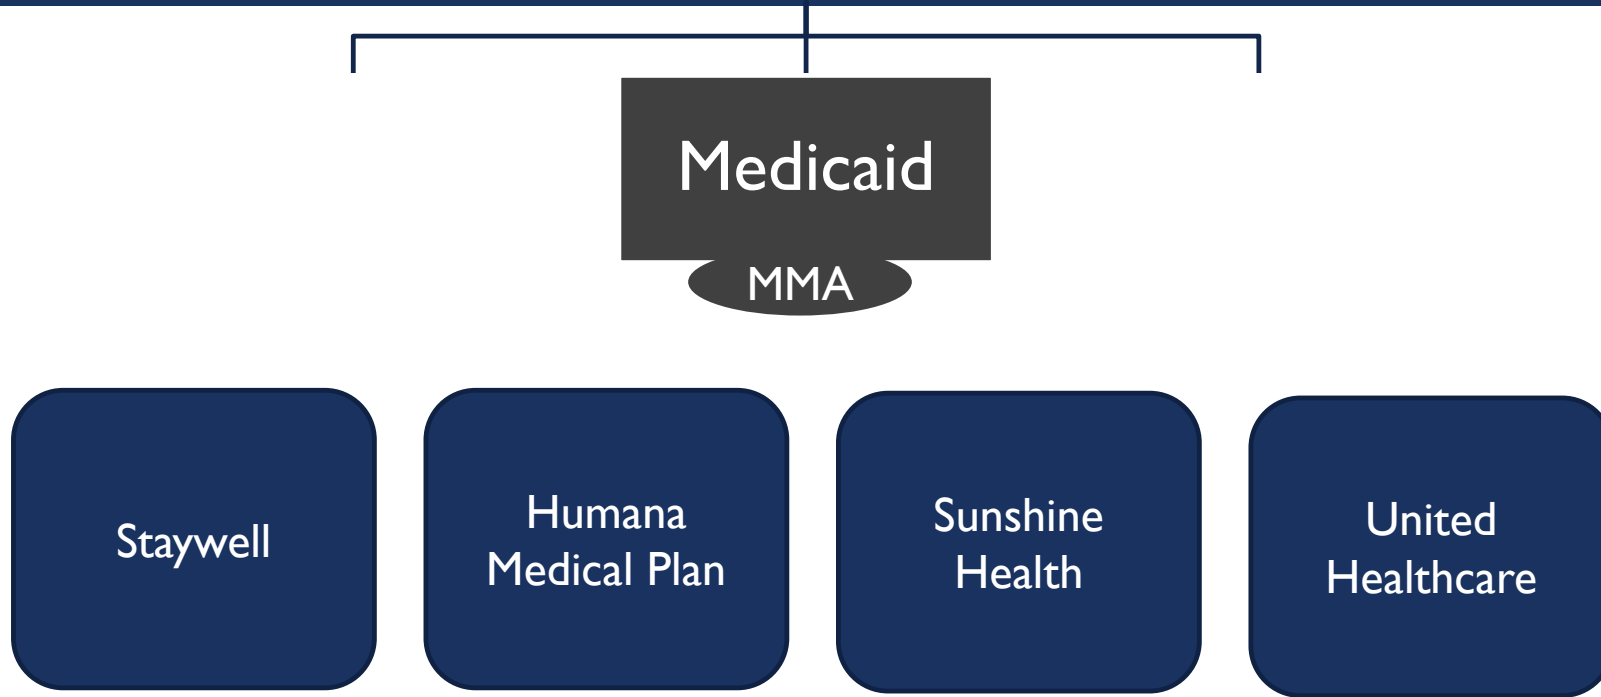 Medicaid
MMA
Staywell
Humana
Medical Plan
Sunshine
Health
United
Healthcare